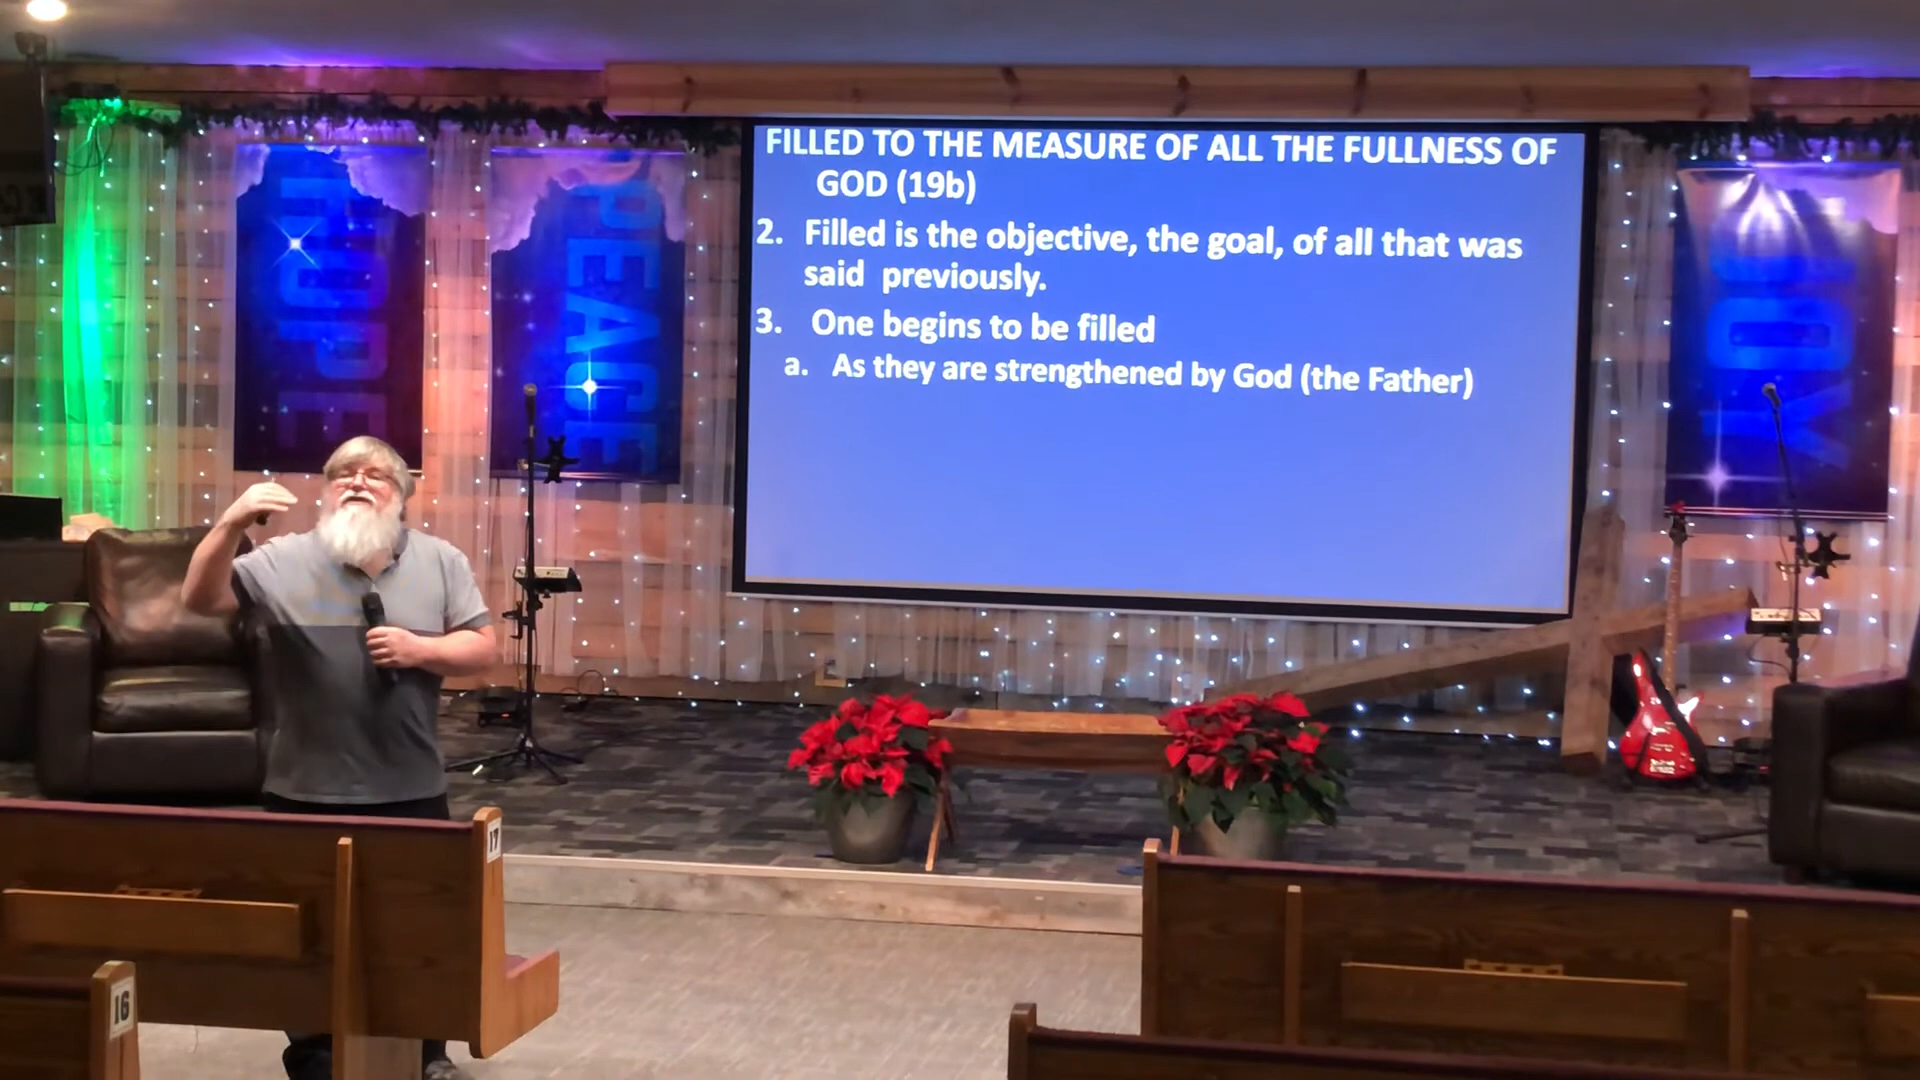 FILLED TO THE MEASURE OF ALL THE FULLNESS OF
GOD (19b)
2. Filled is the objective, the goal, of all that was
said previously.
3. One begins to be filled
a. As they are strengthened by God (the Father)
HOPE
PEACE
JOY
17
16